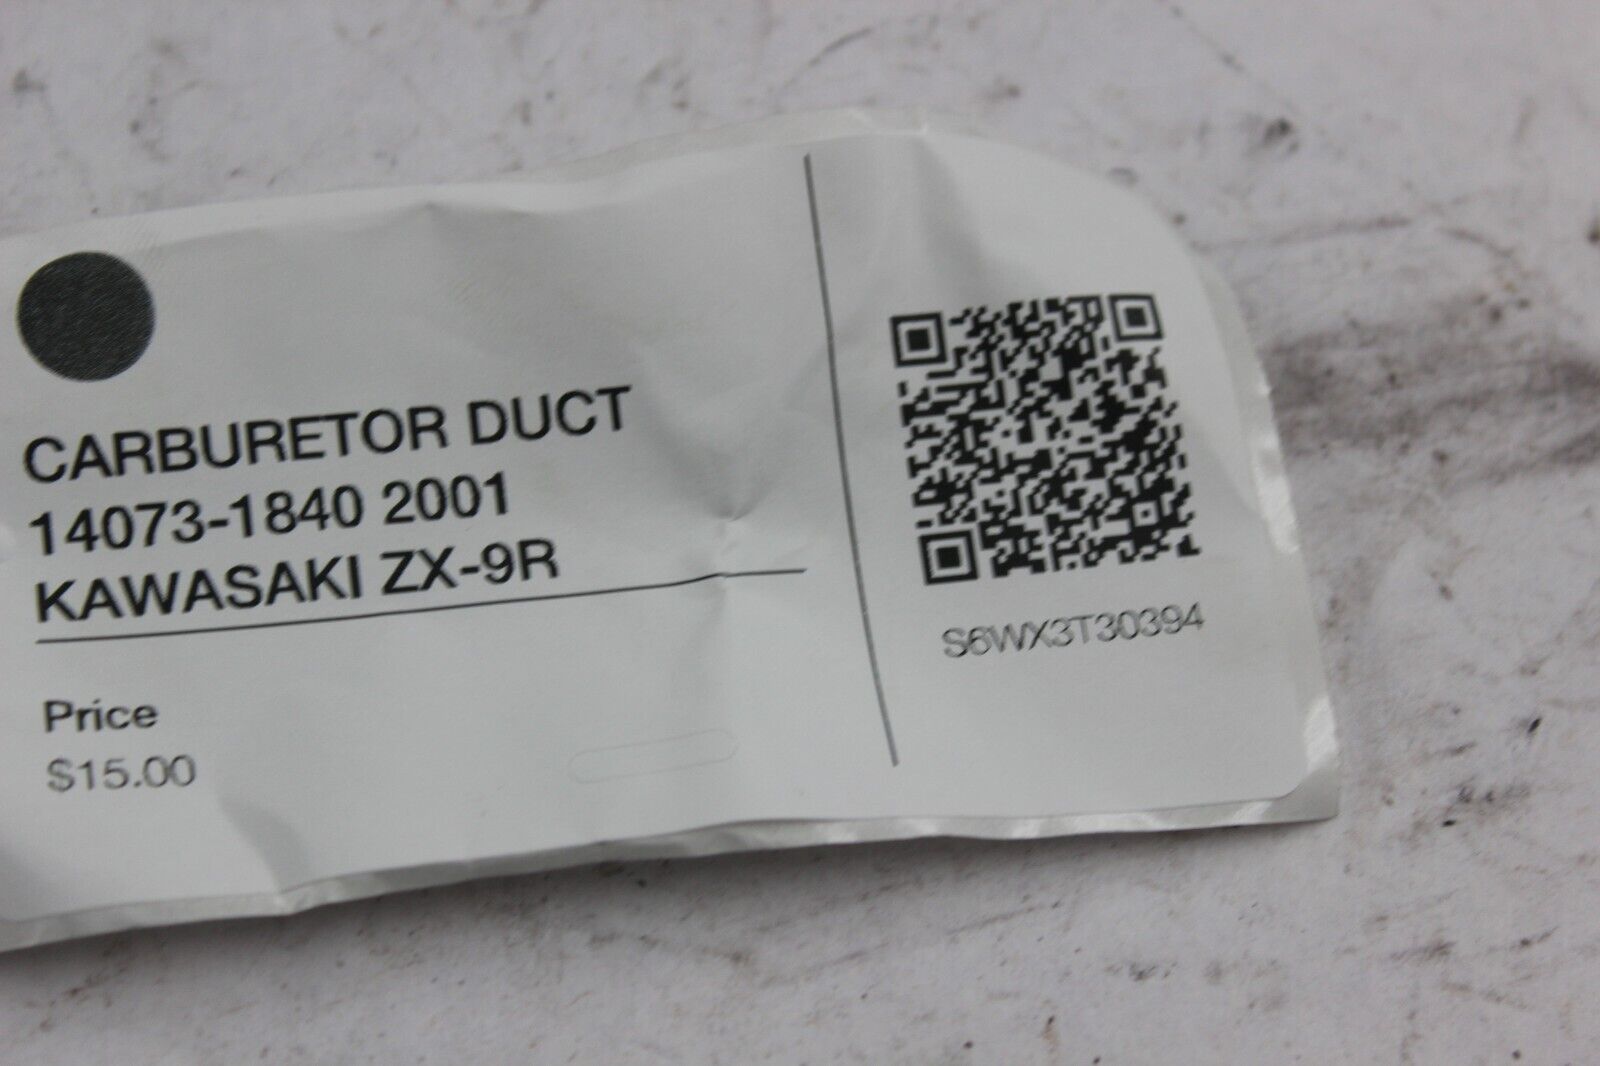 CARBURETOR DUCT
14073-1840 2001
KAWASAKI ZX-9R
Price
$15.00
S6WX3T30394